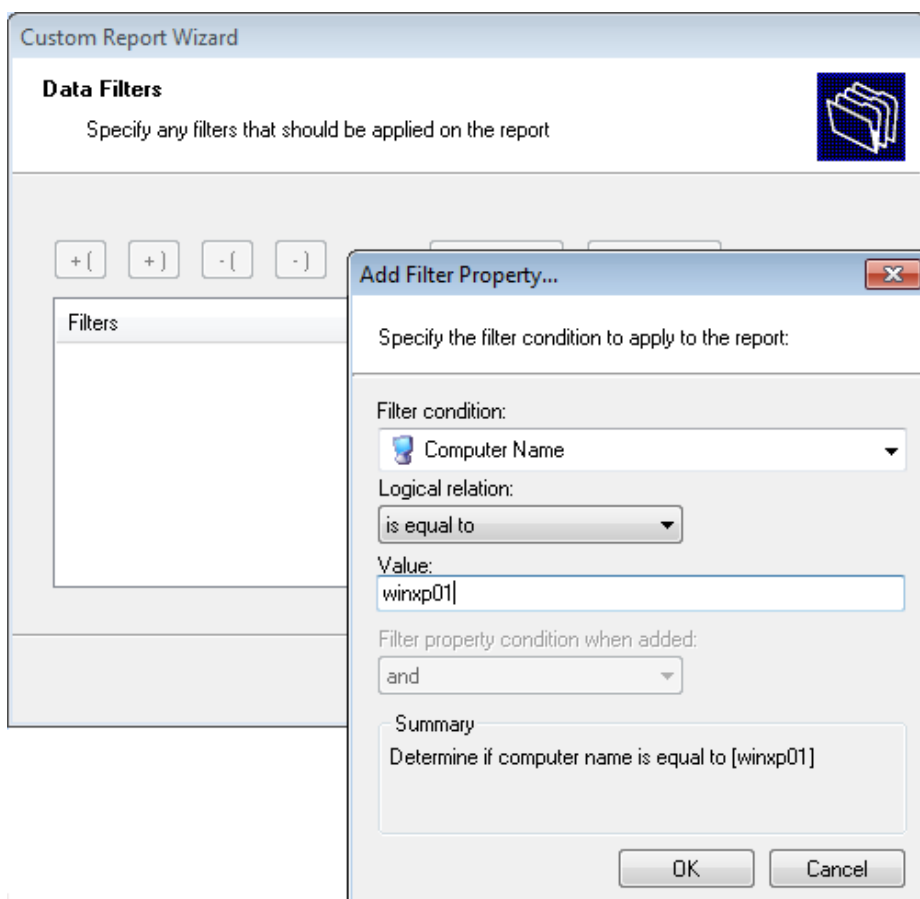 Custom Report Wizard
Data Filters
Specify any filters that should be applied on the report
+ (
+ )
- (
- )
Filters
Add Filter Property...
Specify the filter condition to apply to the report:
Filter condition:
Computer Name
Logical relation:
is equal to
Value:
winxp01
Filter property condition when added:
and
Summary
Determine if computer name is equal to [winxp01]
OK
Cancel